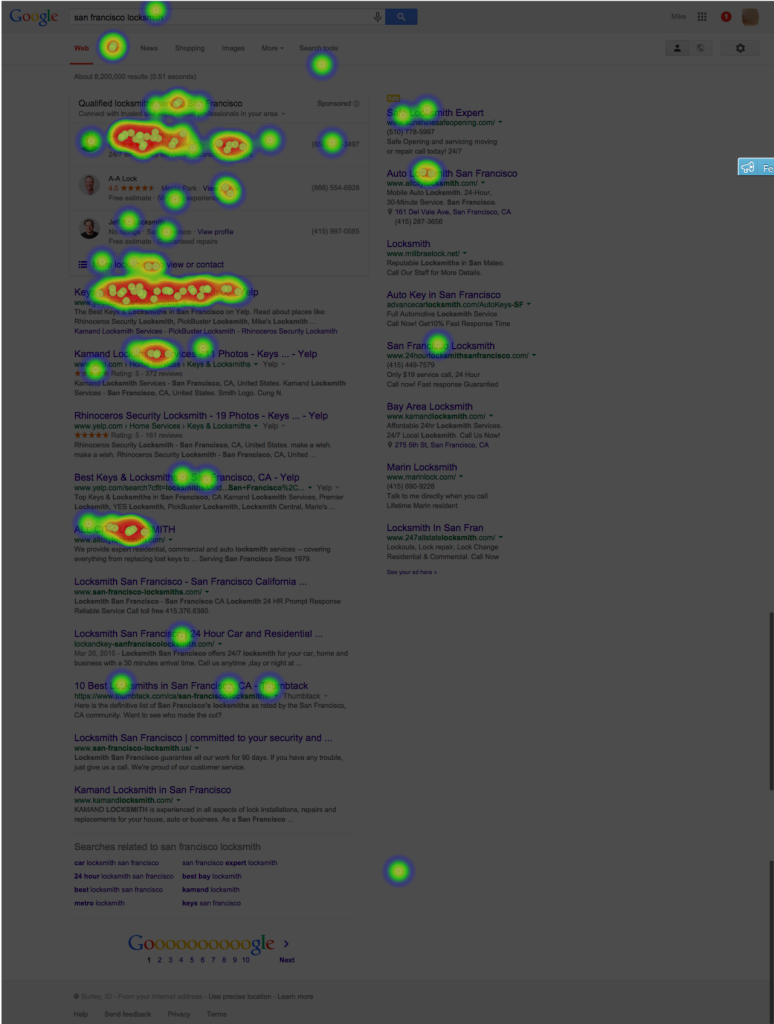 Google san francisco locksmith Mike 1
Web News Shopping Images More Search tools
About 8,200,000 results (0.51 seconds)
Qualified San Francisco Sponsored
Connect with trusted professionals in your area
24/7
A-A Lock
4.5 Park · View (866) 554-6928
Free estimate
View profile (415) 997-0085
Free estimate repairs
view or contact
The Best Keys & Locksmiths in San Francisco on Yelp. Read about places like
Rhinoceros Security Locksmith, PickBuster Locksmith, Mike's Locksmith ...
Kamand Locksmith Services - PickBuster Locksmith - Rhinoceros Security Locksmith
Kamand Photos - Keys ... - Yelp
Keys & Locksmiths Yelp
Rating: 5 - 372 reviews
Kamand Locksmith Services - San Francisco, CA, United States. Kamand Locksmith
Services - San Francisco, CA, United States. Smith Logo. Cung N.
Rhinoceros Security Locksmith - 19 Photos - Keys ... - Yelp
www.yelp.com › Home Services › Keys & Locksmiths Yelp
Rating: 5 - 161 reviews
Rhinoceros Security Locksmith - San Francisco, CA, United States. make a wish.
make a wish. Rhinoceros Security Locksmith - San Francisco, CA, United ...
Best Keys & Locksmiths Francisco, CA - Yelp
www.yelp.com/search?cflt=locksmiths San+Francisco%2C... Yelp
Top Keys & Locksmiths in San Francisco, CA Kamand Locksmith Services, Premier
Locksmith, YES Locksmith, PickBuster Locksmith, Locksmith Central, Mario's ...
We provide expert residential, commercial and auto locksmith services – covering
everything from replacing lost keys to ... Serving San Francisco Since 1979.
Locksmith San Francisco - San Francisco California ...
www.san-francisco-locksmiths.com/
Locksmith San Francisco - San Francisco CA Locksmith 24 HR Prompt Response
Reliable Service Call toll free 415.376.6380.
Locksmith San Francisco 24 Hour Car and Residential ...
lockandkey-sanfranciscolocksmith.com/
Mar 20, 2015 - Locksmith San Francisco offers 24/7 locksmith for your car, home and
business with a 30 minutes arrival time. Call us anytime ,day or night at ...
10 Best Locksmiths in San Francisco CA - Thumbtack
https://www.thumbtack.com/ca/san-francisco/locksmiths/ Thumbtack
Here is the definitive list of San Francisco's locksmiths as rated by the San Francisco,
CA community. Want to see who made the cut?
Locksmith San Francisco | committed to your security and ...
www.san-francisco-locksmith.us/
Locksmith San Francisco guarantee all our work for 90 days. If you have any trouble,
just give us a call. We're proud of our customer service.
Kamand Locksmith in San Francisco
www.kamandlocksmith.com/
KAMAND LOCKSMITH is experienced in all aspects of lock installations, repairs and
replacements for your house, auto or business. As a San Francisco ...
Searches related to san francisco locksmith
car locksmith san francisco san francisco expert locksmith
24 hour locksmith san francisco best bay locksmith
best locksmith san francisco kamand locksmith
metro locksmith keys san francisco
Goooooooooogle
1 2 3 4 5 6 7 8 9 10 Next
Burley, ID - From your Internet address - Use precise location - Learn more
Help Send feedback Privacy Terms
Safe Locksmith Expert
(510) 778-5997
Safe Opening and servicing moving
or repair call today! 24/7
Auto Locksmith San Francisco
Mobile Auto Locksmith. 24-Hour,
30-Minute Service. San Francisco.
161 Del Vale Ave, San Francisco, CA
(415) 287-3656
Locksmith
www.millbraelock.net/
Reputable Locksmiths in San Mateo.
Call Our Staff for More Details.
Auto Key in San Francisco
advancecarlocksmith.com/AutoKeys-SF
Full Automotive Locksmith Service
Call Now! Get10% Fast Response Time
San Francisco Locksmith
www.24hourlocksmithsanfrancisco.com/
(415) 449-7579
Only $19 service call, 24 Hour
Call now! Fast response Guaranteed
Bay Area Locksmith
www.kamandlocksmith.com/
Affordable 24hr Locksmith Services.
24/7 Local Locksmith. Call Us Now!
275 5th St, San Francisco, CA
Marin Locksmith
www.marinlock.com/
(415) 690-9228
Talk to me directly when you call
Lifetime Marin resident
Locksmith In San Fran
www.247allstatelocksmith.com/
Lockouts, Lock repair, Lock Change
Residential & Commercial. Call Now
See your ad here »
Fe